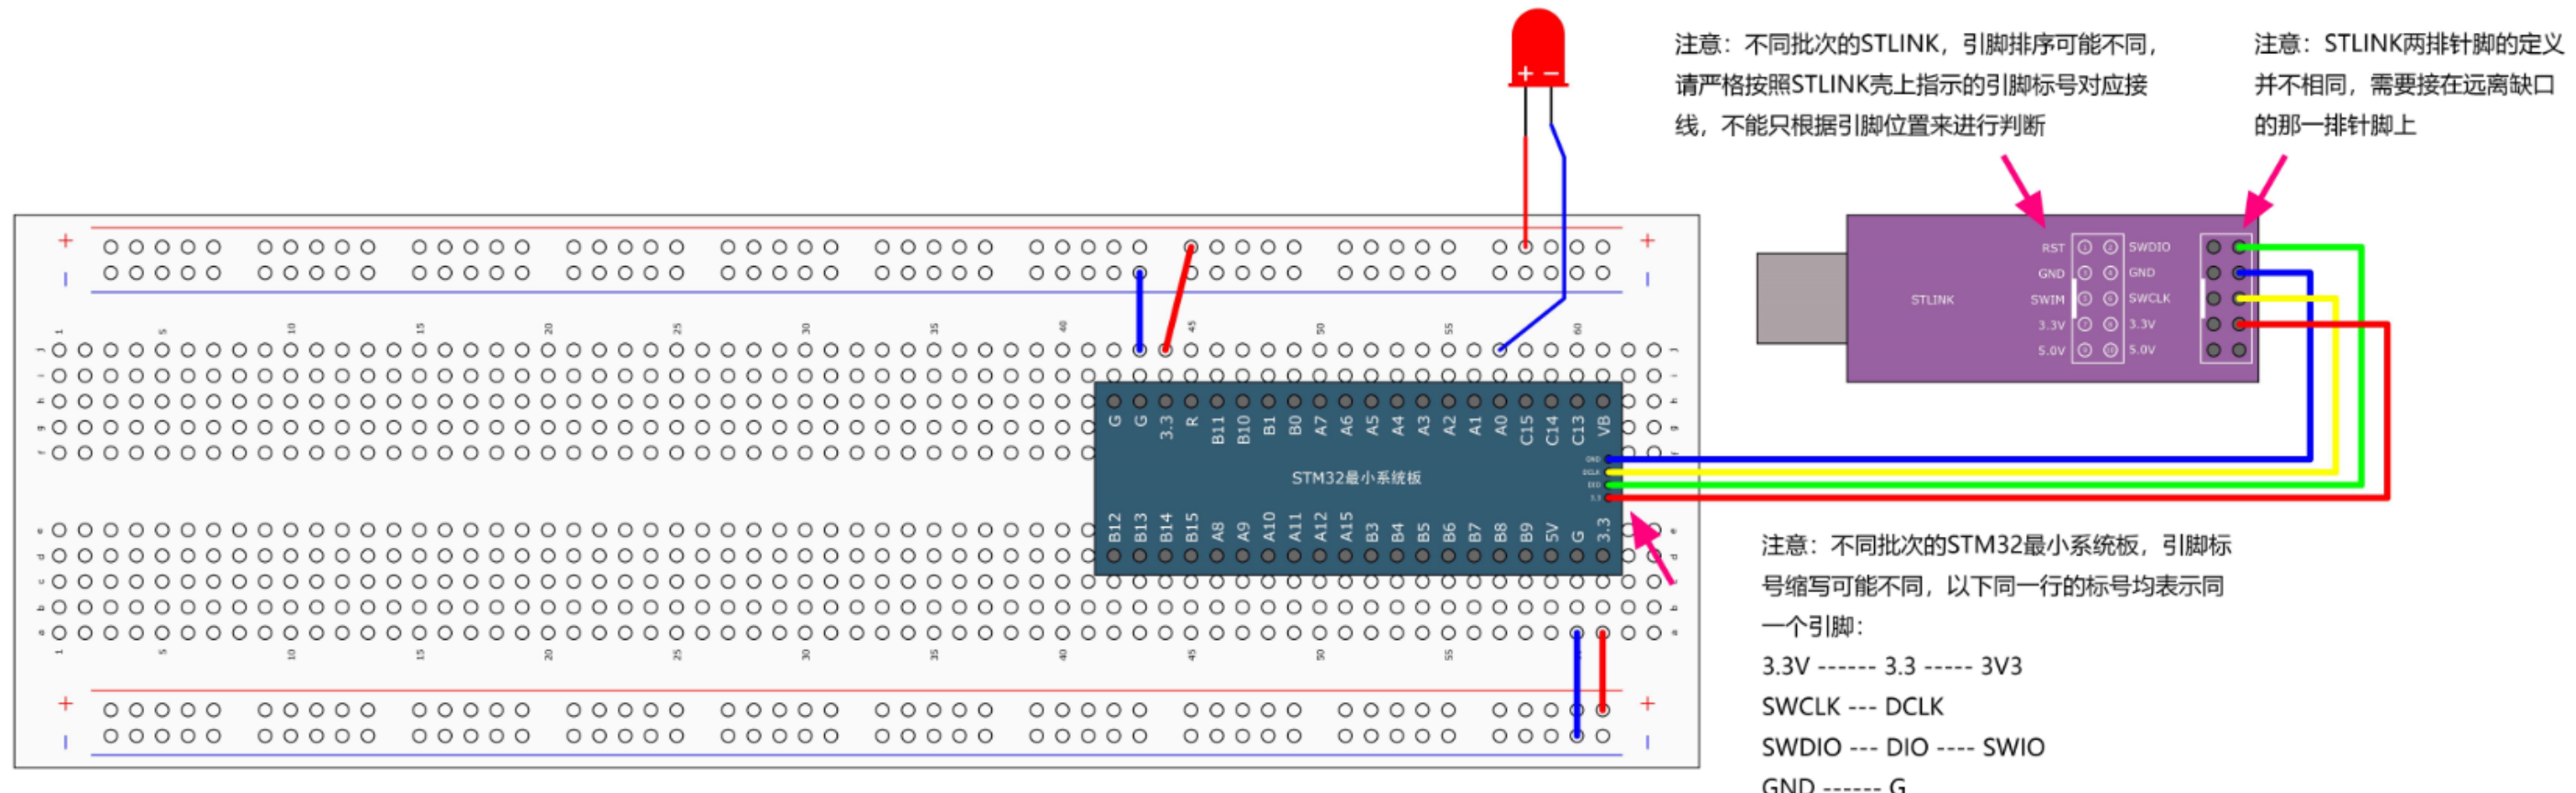 + −
注意：不同批次的STLINK，引脚排序可能不同，
请严格按照STLINK壳上指示的引脚标号对应接
线，不能只根据引脚位置来进行判断
注意：STLINK两排针脚的定义
并不相同，需要接在远离缺口
的那一排针脚上
+ +
− −
1 5 10 15 20 25 30 35 40 45 50 55 60
j j
i i
h h
g g
f f
G G 3.3 R B11 B10 B1 B0 A7 A6 A5 A4 A3 A2 A1 A0 C15 C14 C13 VB
GND
DCLK
DIO
3.3
STM32最小系统板
B12 B13 B14 B15 A8 A9 A10 A11 A12 A15 B3 B4 B5 B6 B7 B8 B9 5V G 3.3
e e
d d
c
b b
a a
1 5 10 15 20 25 30 35 40 45 50 55
+ +
− −
STLINK
RST 1 2 SWDIO
GND 3 4 GND
SWIM 5 6 SWCLK
3.3V 7 8 3.3V
5.0V 9 10 5.0V
注意：不同批次的STM32最小系统板，引脚标
号缩写可能不同，以下同一行的标号均表示同
一个引脚：
3.3V ------ 3.3 ----- 3V3
SWCLK --- DCLK
SWDIO --- DIO ---- SWIO
GND ------ G